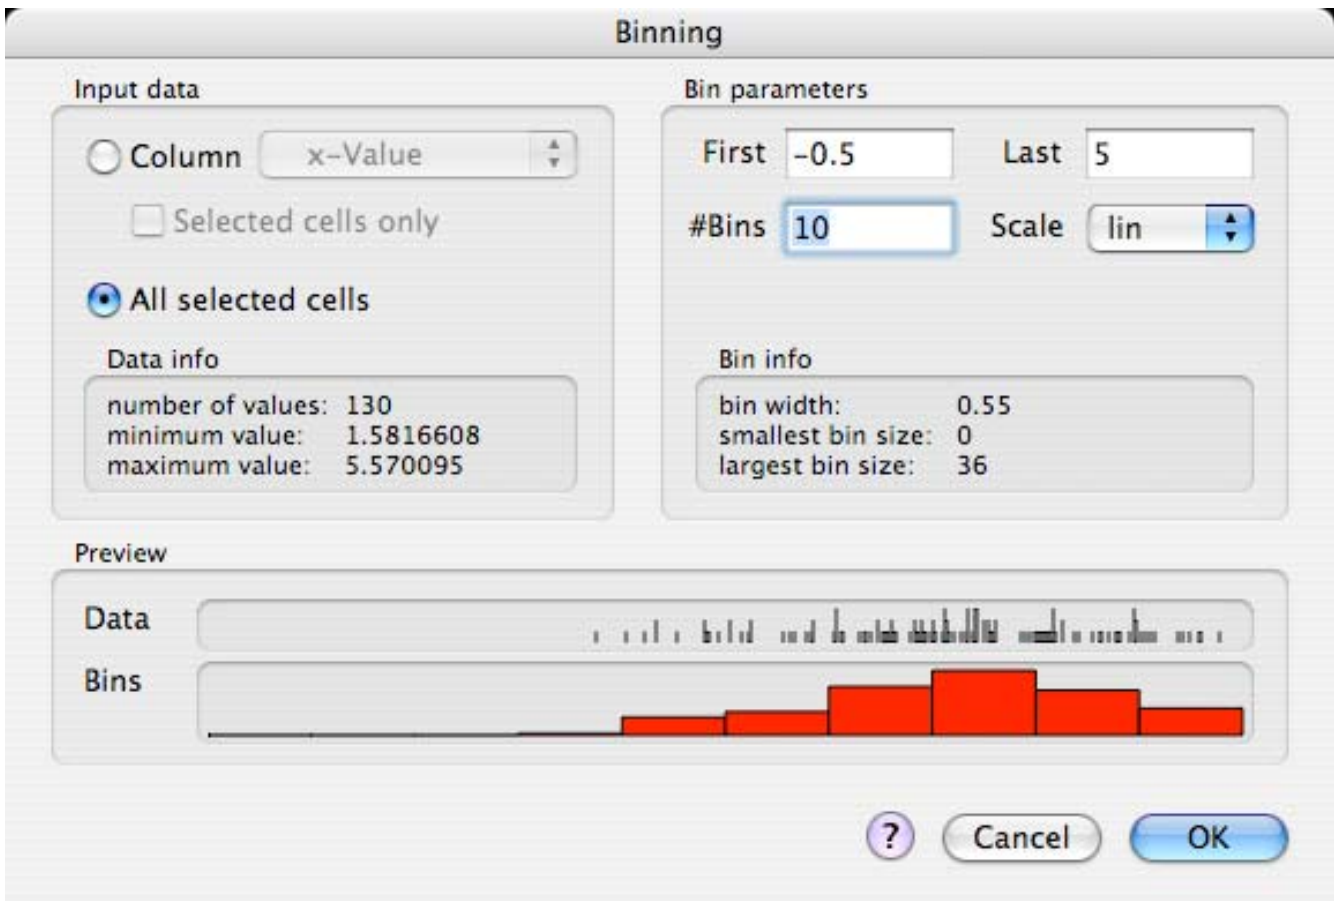 Binning
Input data
Column x-Value
Selected cells only
All selected cells
Data info
number of values: 130
minimum value: 1.5816608
maximum value: 5.570095
Bin parameters
First -0.5 Last 5
#Bins 10 Scale lin
Bin info
bin width: 0.55
smallest bin size: 0
largest bin size: 36
Preview
Data
Bins
? Cancel OK